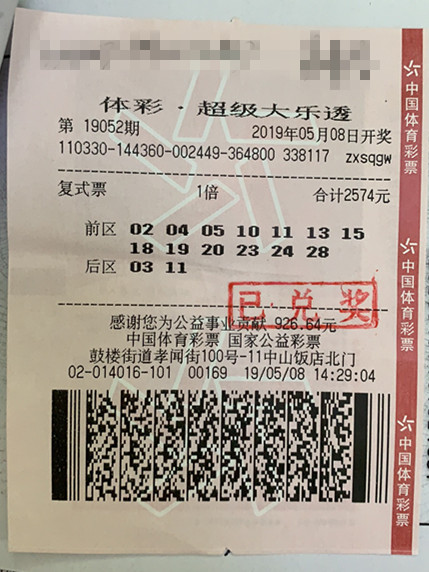 体彩·超级大乐透
第 19052期 2019年05月08日开奖
110330-144360-002449-364800 338117 zxsqgw
复式票 1倍 合计2574元
前区 02 04 05 10 11 13 15
18 19 20 23 24 28
后区 03 11
已兑奖
感谢您为公益事业贡献 926.64元
中国体育彩票 国家公益彩票
鼓楼街道孝闻街100号-11中山饭店北门
02-014016-101 00169 19/05/08 14:29:04
中国体育彩票
中国体育彩票
中国体育彩票